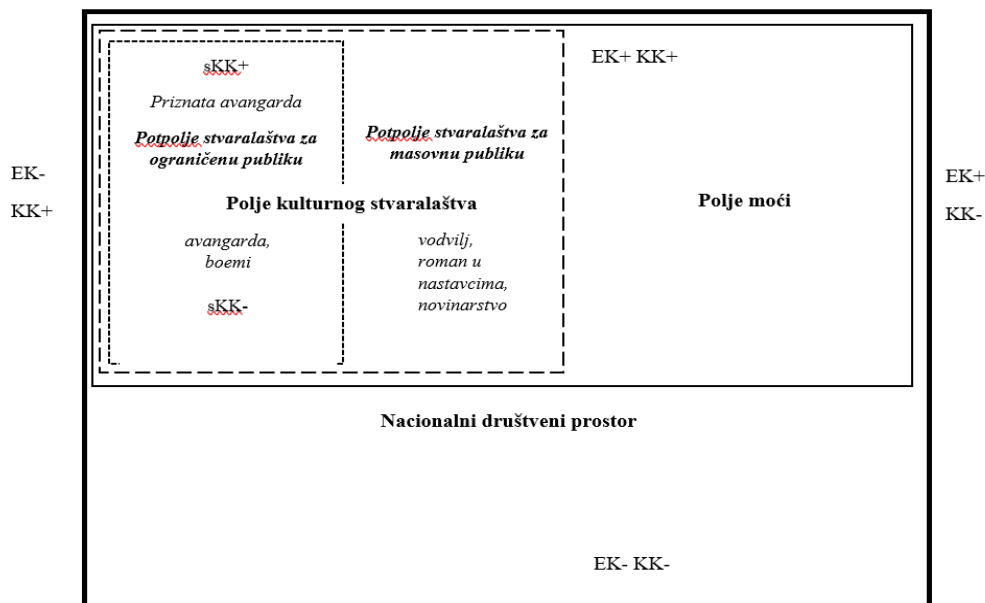 EK+ KK+
sKK+
Priznata avangarda
Potpolje stvaralaštva za
ograničenu publiku
Potpolje stvaralaštva za
masovnu publiku
EK-
KK+
EK+
KK-
Polje kulturnog stvaralaštva
Polje moći
avangarda,
boemi
sKK-
vodvilj,
roman u
nastavcima,
novinarstvo
Nacionalni društveni prostor
EK- KK-